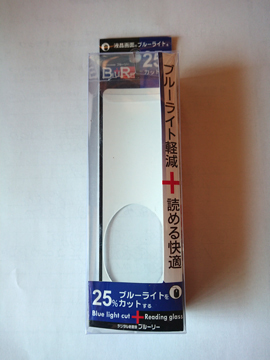 液晶画面のブルーライトを
25
カット
ブルーライト軽減+読める快適
25%
ブルーライトを
カットする
Blue light cut + Reading glass
ブルーリー